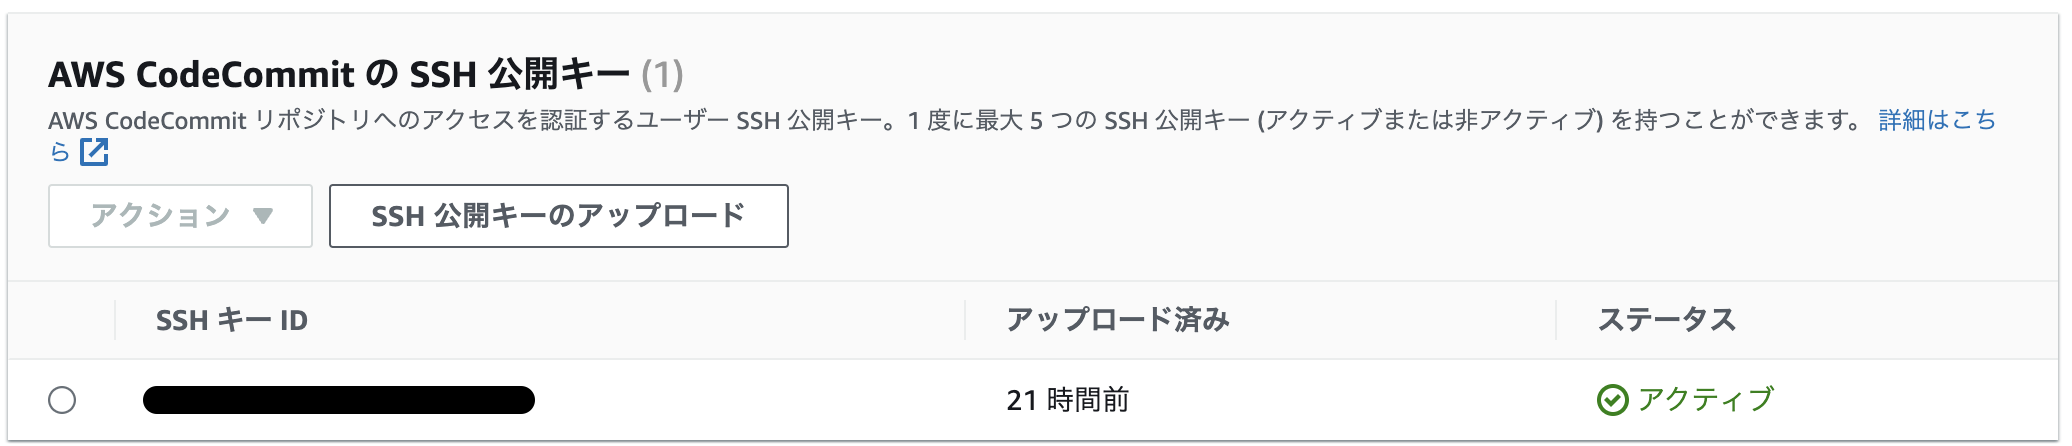 AWS CodeCommit の SSH 公開キー (1)
AWS CodeCommit リポジトリへのアクセスを認証するユーザー SSH 公開キー。1 度に最大 5 つの SSH 公開キー (アクティブまたは非アクティブ) を持つことができます。 詳細はこち
ら
アクション SSH 公開キーのアップロード
SSH キー ID アップロード済み ステータス
21 時間前 アクティブ